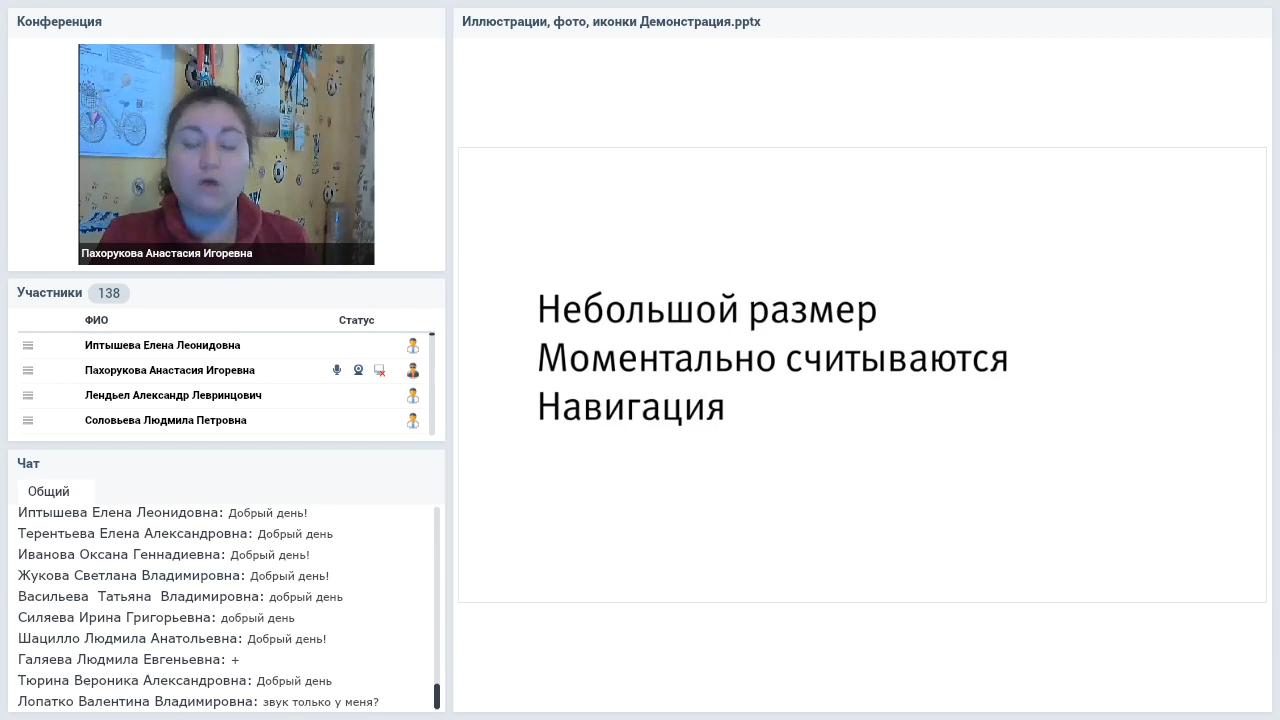 Конференция
Пахорукова Анастасия Игоревна
Участники 138
ФИО Статус
Иптышева Елена Леонидовна
Пахорукова Анастасия Игоревна
Лендьел Александр Левринцович
Соловьева Людмила Петровна
Чат
Общий
Иптышева Елена Леонидовна: Добрый день!
Терентьева Елена Александровна: Добрый день
Иванова Оксана Геннадиевна: Добрый день!
Жукова Светлана Владимировна: Добрый день!
Васильева Татьяна Владимировна: добрый день
Силяева Ирина Григорьевна: добрый день
Шацилло Людмила Анатольевна: Добрый день!
Галяева Людмила Евгеньевна: +
Тюрина Вероника Александровна: Добрый день
Лопатко Валентина Владимировна: звук только у меня?
Иллюстрации, фото, иконки Демонстрация.pptx
Небольшой размер
Моментально считываются
Навигация